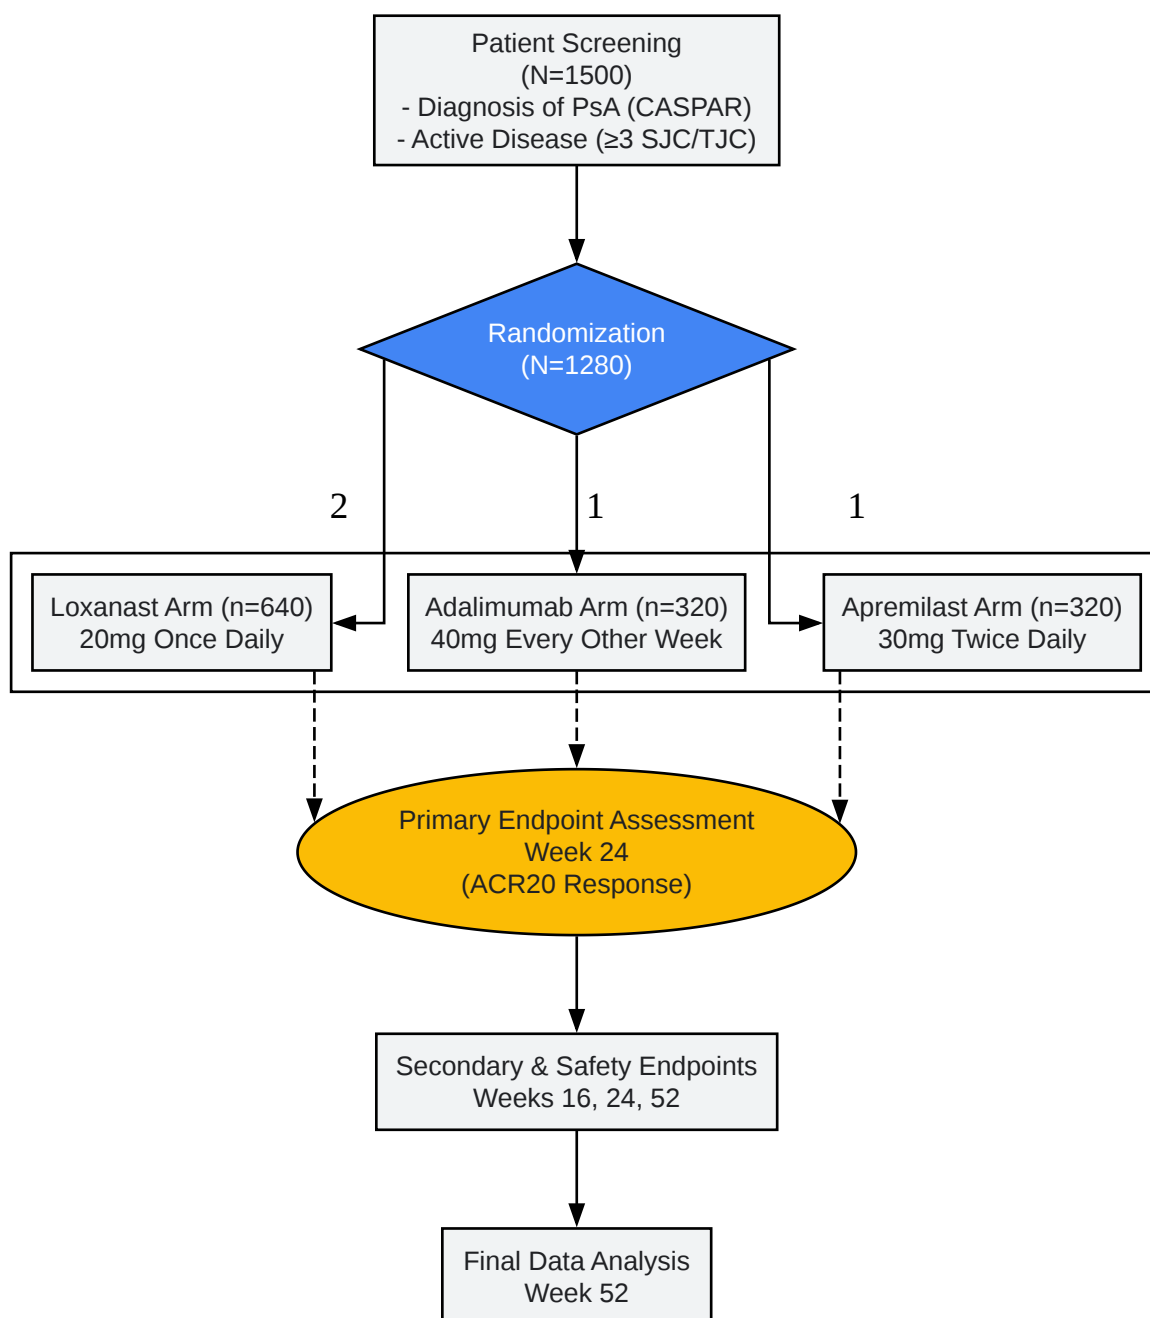 Patient Screening
(N=1500)
- Diagnosis of PsA (CASPAR)
- Active Disease (≥3 SJC/TJC)
Randomization
(N=1280)
2
1
1
Loxanast Arm (n=640)
20mg Once Daily
Adalimumab Arm (n=320)
40mg Every Other Week
Apremilast Arm (n=320)
30mg Twice Daily
Primary Endpoint Assessment
Week 24
(ACR20 Response)
Secondary & Safety Endpoints
Weeks 16, 24, 52
Final Data Analysis
Week 52